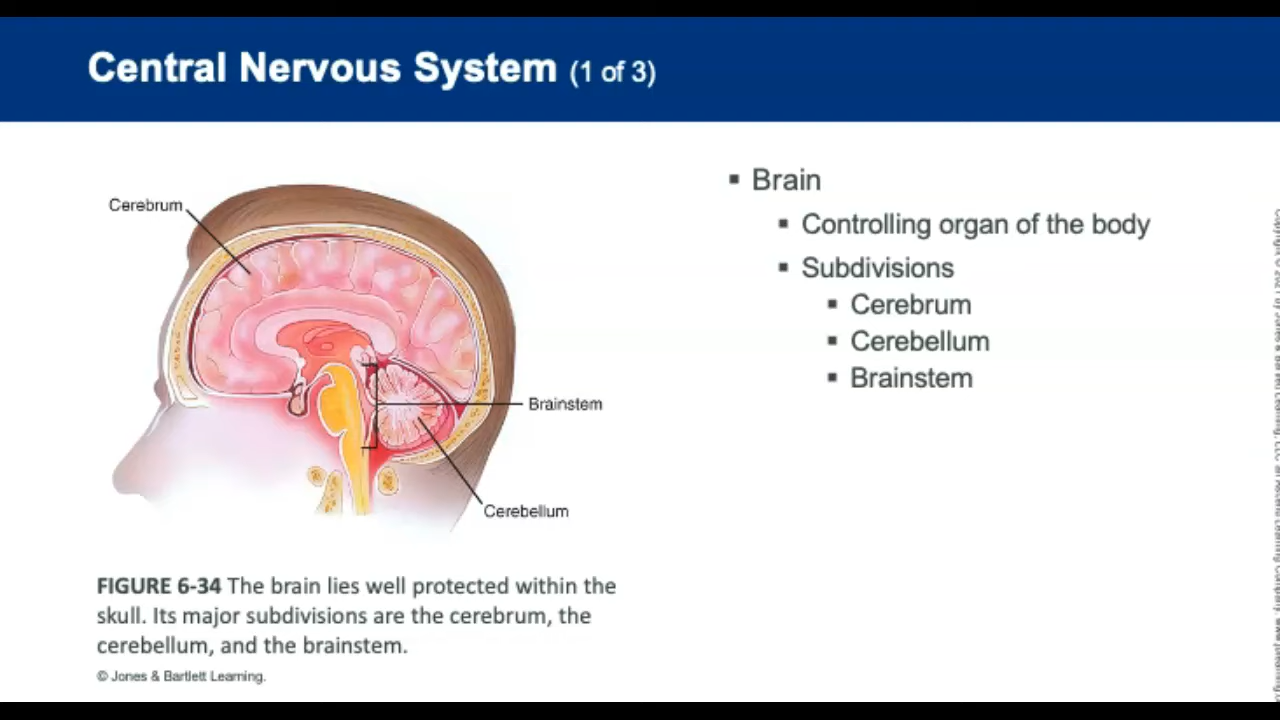 Central Nervous System (1 of 3)
Cerebrum
Brainstem
Cerebellum
FIGURE 6-34 The brain lies well protected within the
skull. Its major subdivisions are the cerebrum, the
cerebellum, and the brainstem.
© Jones & Bartlett Learning.
▪ Brain
▪ Controlling organ of the body
▪ Subdivisions
▪ Cerebrum
▪ Cerebellum
▪ Brainstem